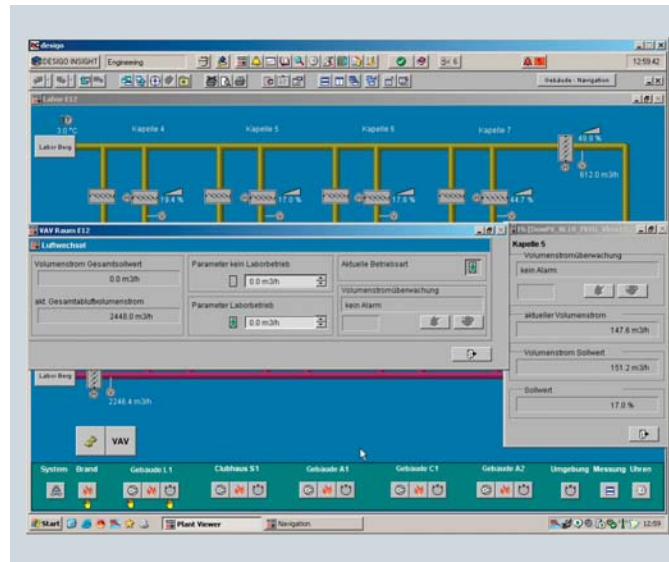 desigo
DESIGO INSIGHT Engineering 12:59:42
Gebäude : Navigation
Labor E12
3.0 °C Kapelle 4 Kapelle 5 Kapelle 6 Kapelle 7
Labor Berg
612.0 m3/h
19.4 % 17.0 % 17.6 % 44.7 %
VAV Raum E12
Luftwechsel
Volumenstrom Gesamtsollwert
0.0 m3/h
akt. Gesamtabluftvolumenstrom
2448.0 m3/h
Parameter kein Laborbetrieb
0.0 m3/h
Parameter Laborbetrieb
0.0 m3/h
Aktuelle Betriebsart
Volumenstromüberwachung
kein Alarm
Kapelle 5
Volumenstromüberwachung
kein Alarm
aktueller Volumenstrom
147.6 m3/h
Volumenstrom Sollwert
151.2 m3/h
Sollwert
17.0 %
Labor Berg
2246.4 m3/h
VAV
System Brand Gebäude L1 Clubhaus S1 Gebäude A1 Gebäude C1 Gebäude A2 Umgebung Messung Uhren
Start Plant Viewer Navigation 12:59